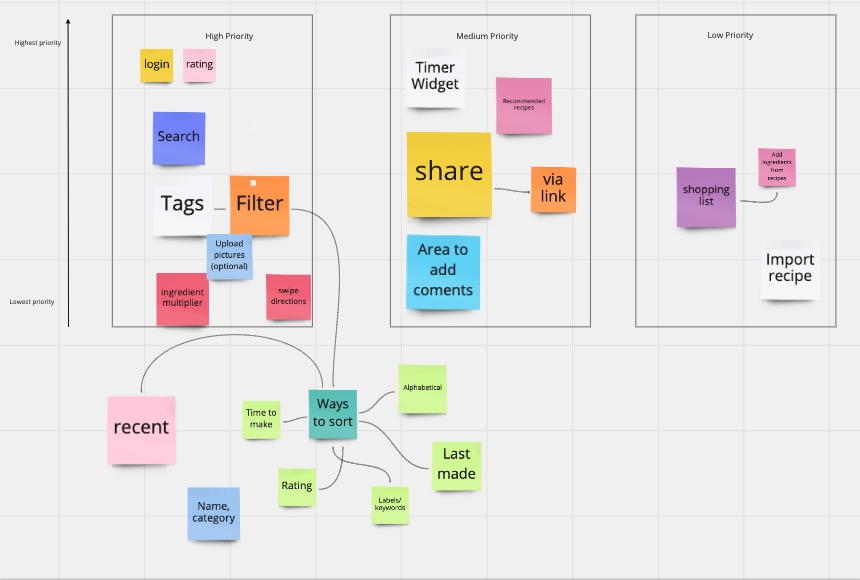 Highest priority
Lowest priority
High Priority
login
rating
Search
Tags
Filter
Upload
pictures
(optional)
ingredient
multiplier
swipe
directions
Medium Priority
Timer
Widget
Recommended
recipes
share
via
link
Area to
add
coments
Low Priority
Add
ingredients
from
recipes
shopping
list
Import
recipe
recent
Time to
make
Ways
to sort
Alphabetical
Last
made
Rating
Labels/
keywords
Name,
category